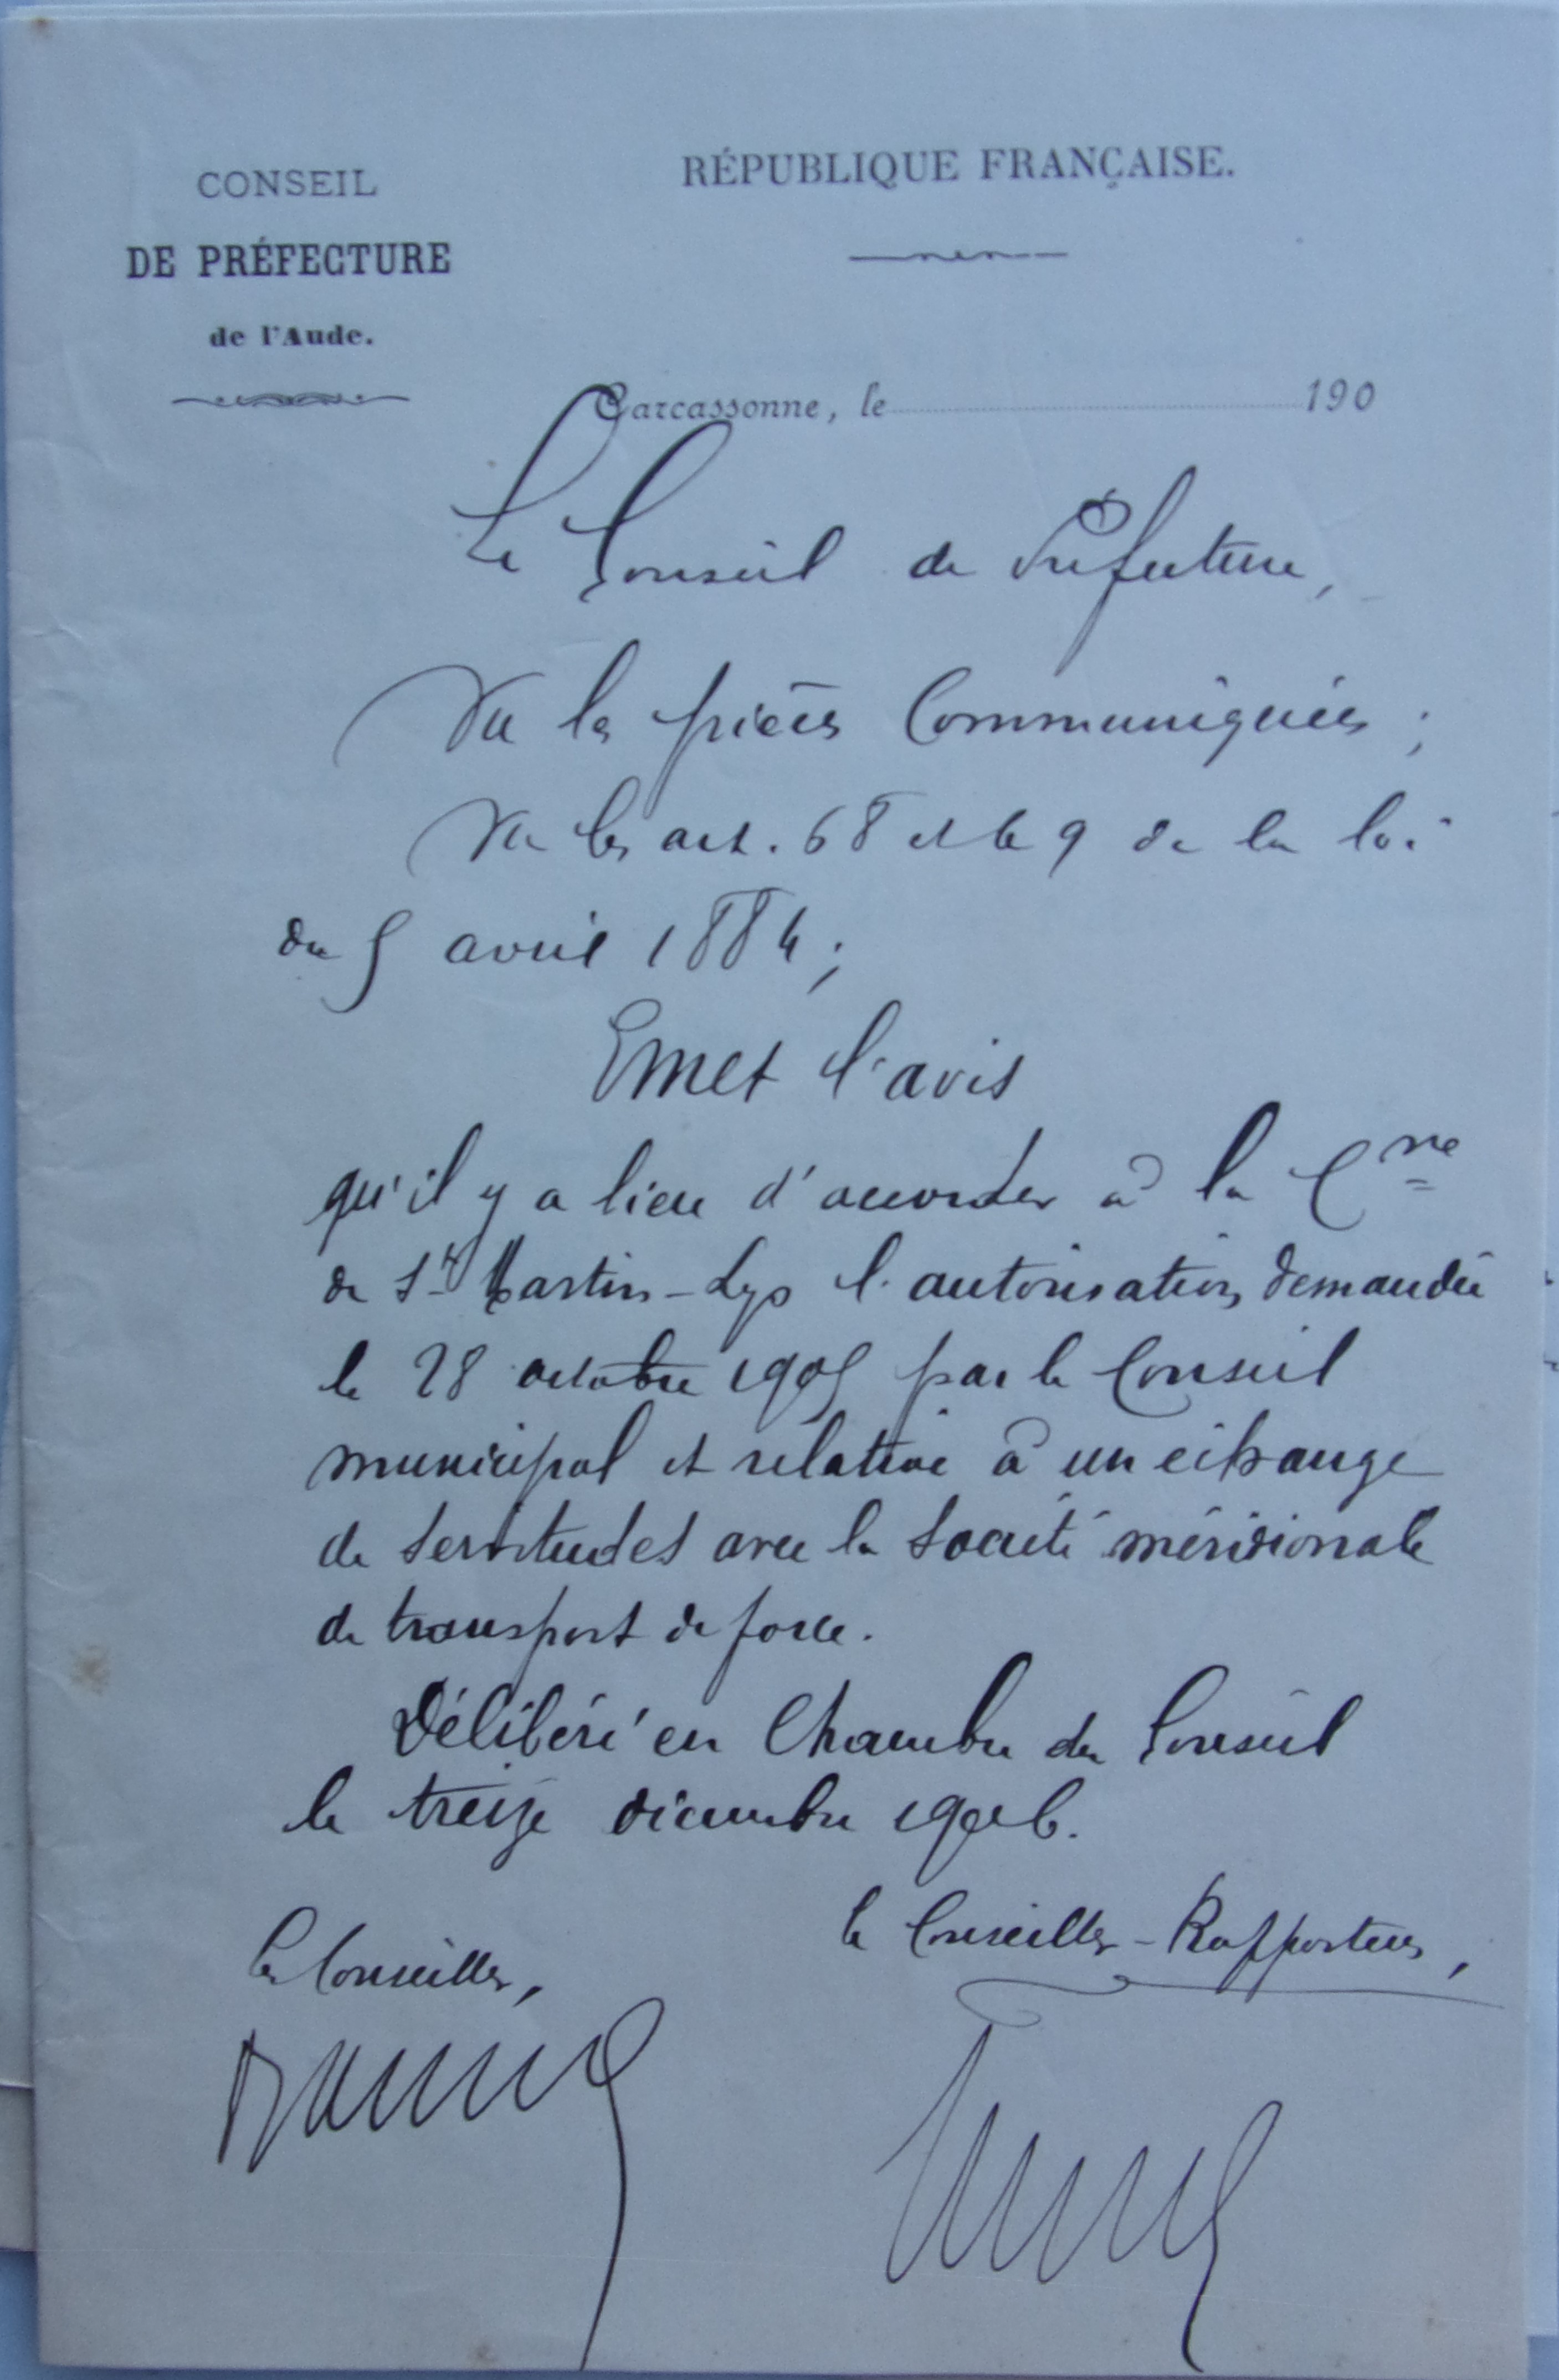 CONSEIL
DE PRÉFECTURE
de l'Aude.
RÉPUBLIQUE FRANÇAISE.
Carcassonne, le 190
Le Conseil de Préfecture,
Vu les pièces Communiquées ;
Vu les art. 68 et 69 de la loi
du 5 avril 1884 ;
Emet l'avis
qu'il y a lieu d'accorder à la Cne
de St Martin-Lys l'autorisation demandée
le 28 octobre 1905 par le Conseil
municipal et relative à un échange
de servitudes avec la Société méridionale
de transport de force.
Délibéré en Chambre du Conseil
le treize décembre 1906.
Le Conseiller,
le Conseiller-Rapporteur,